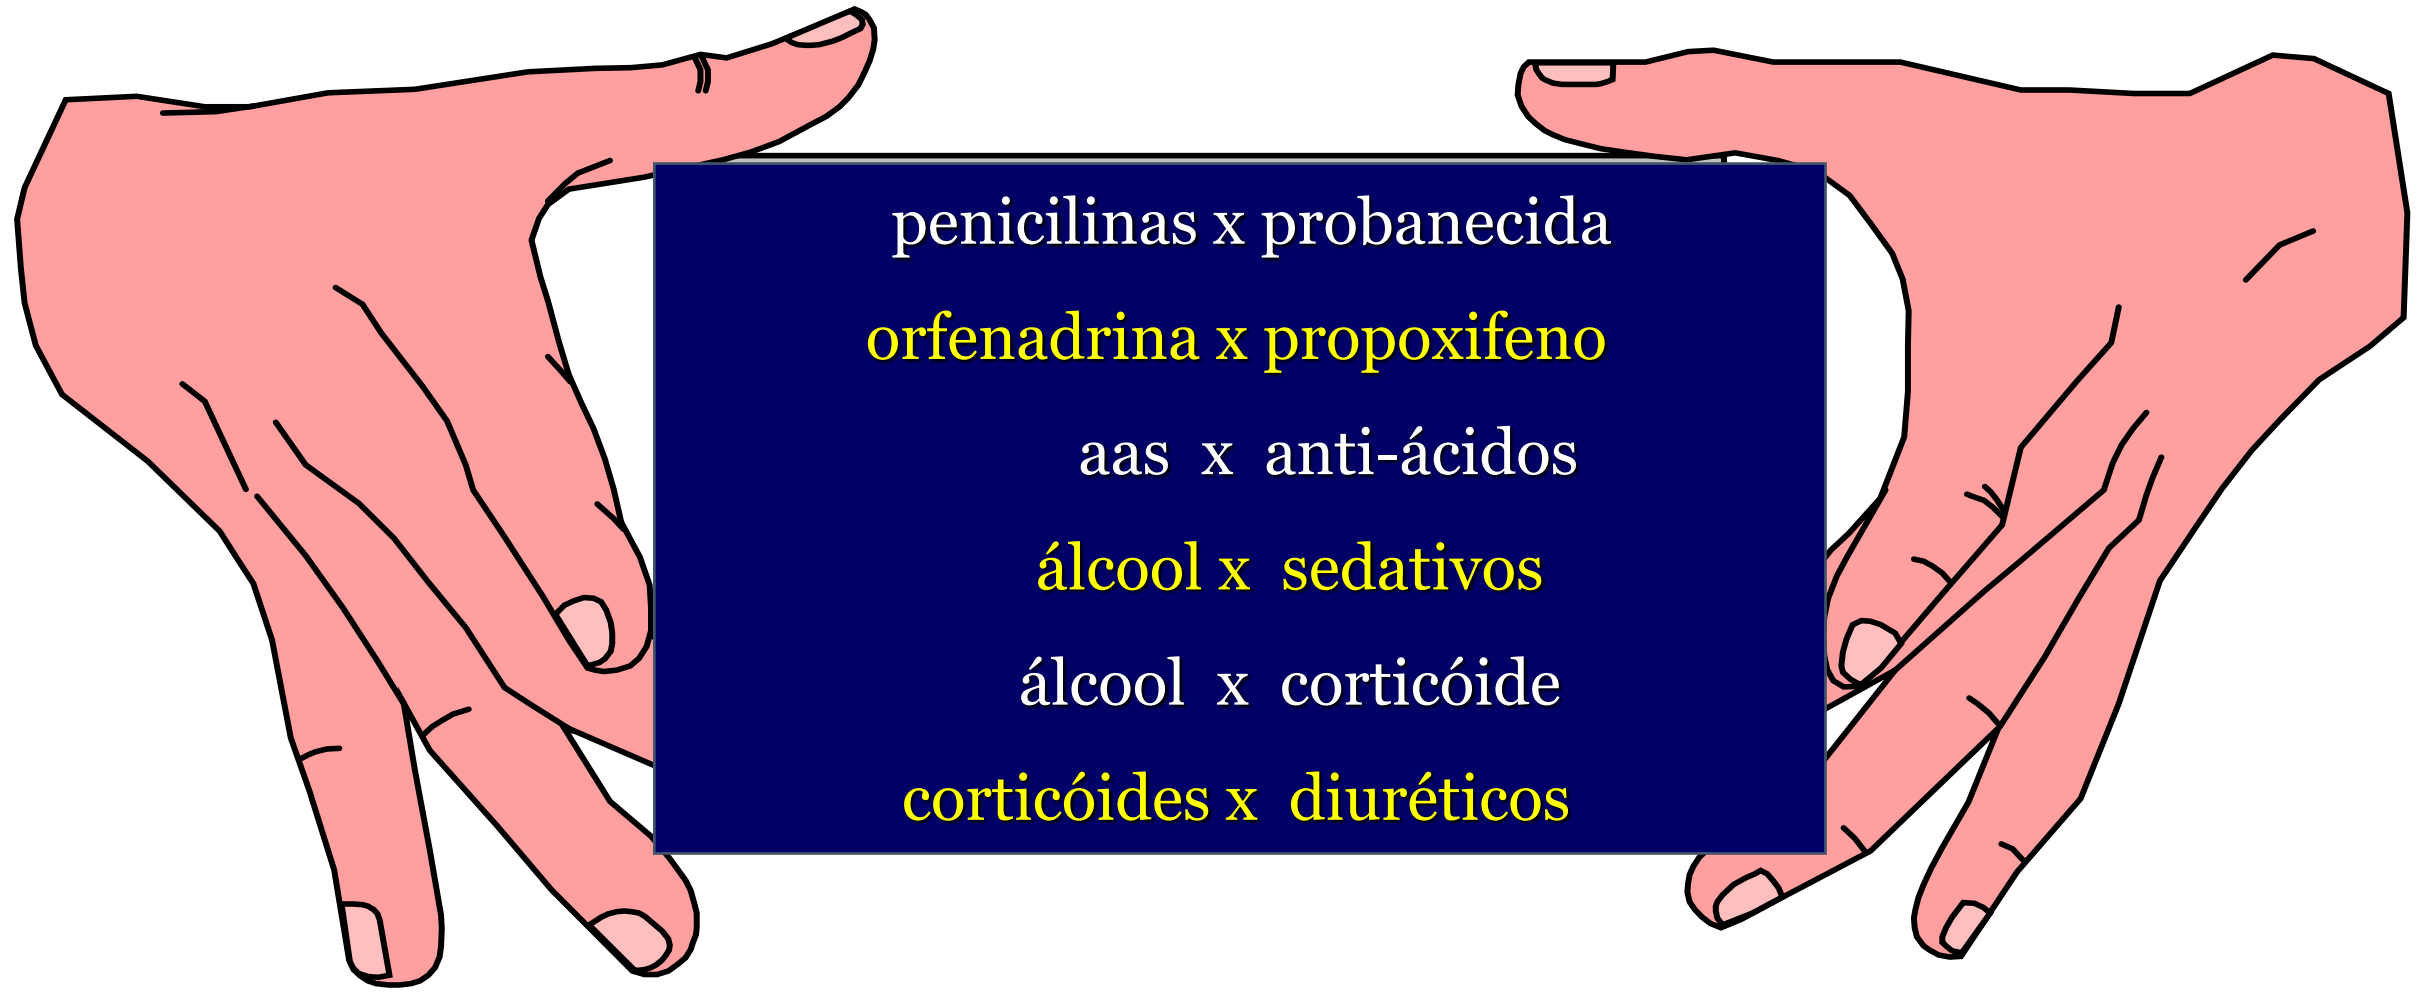 penicilinas x probanecida
orfenadrina x propoxifeno
aas x anti-ácidos
álcool x sedativos
álcool x corticóide
corticóides x diuréticos